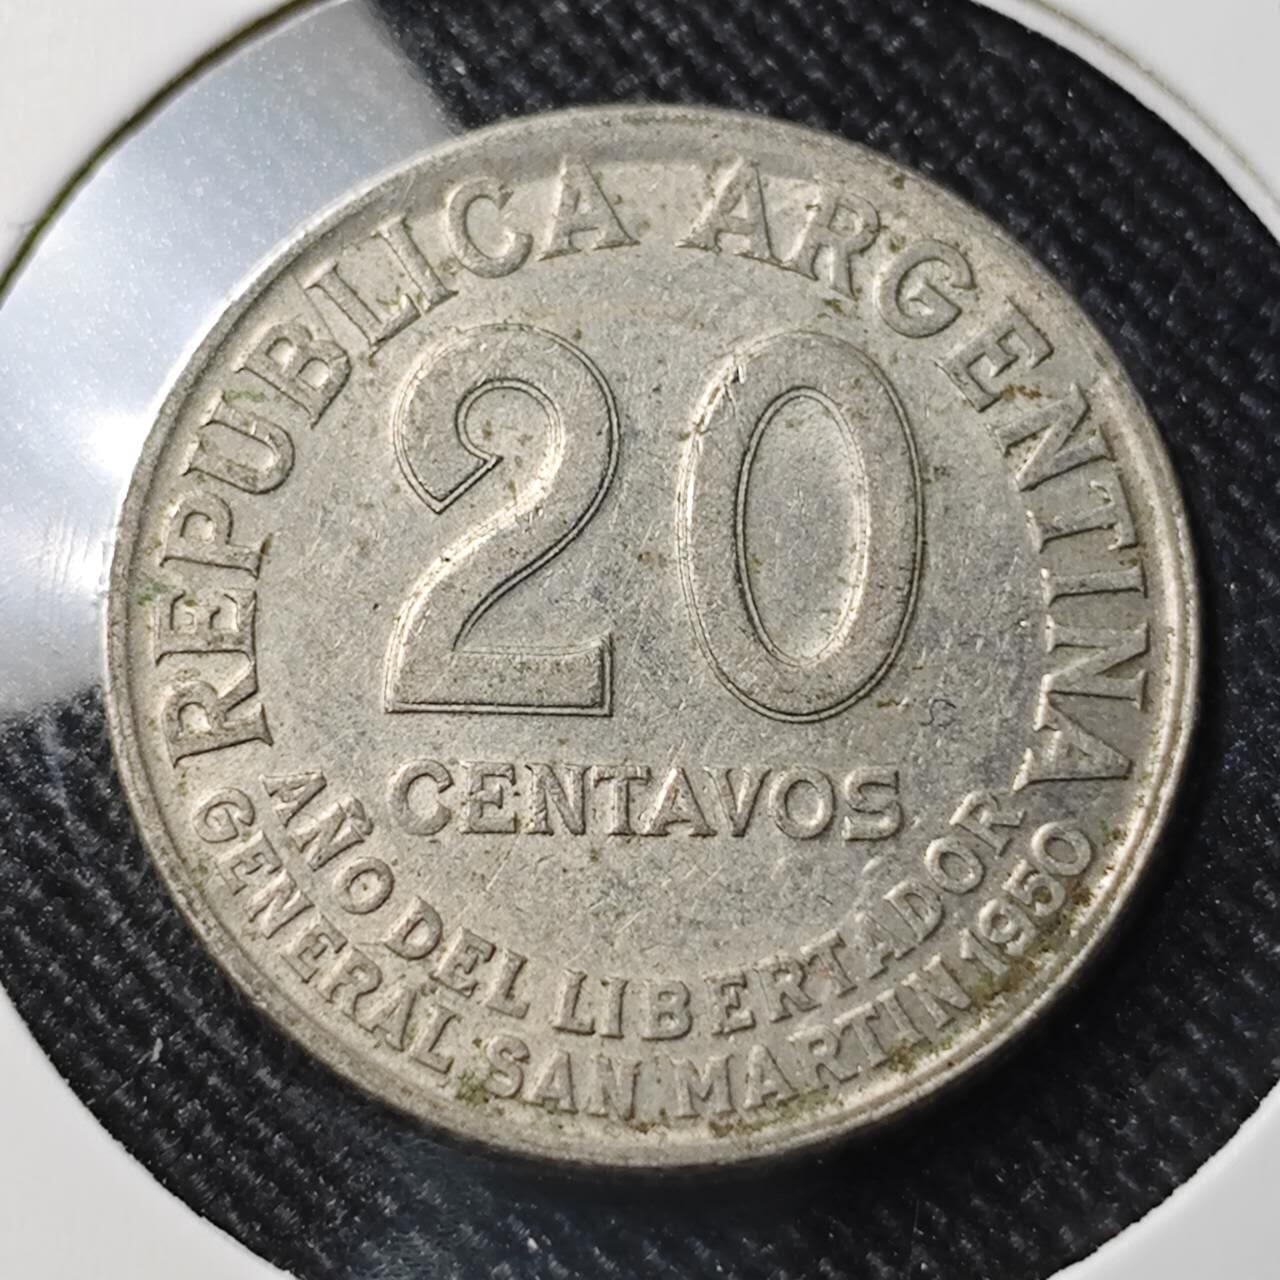 REPUBLICA ARGENTINA
20
CENTAVOS
AÑO DEL LIBERTADOR
GENERAL SAN MARTIN 1950